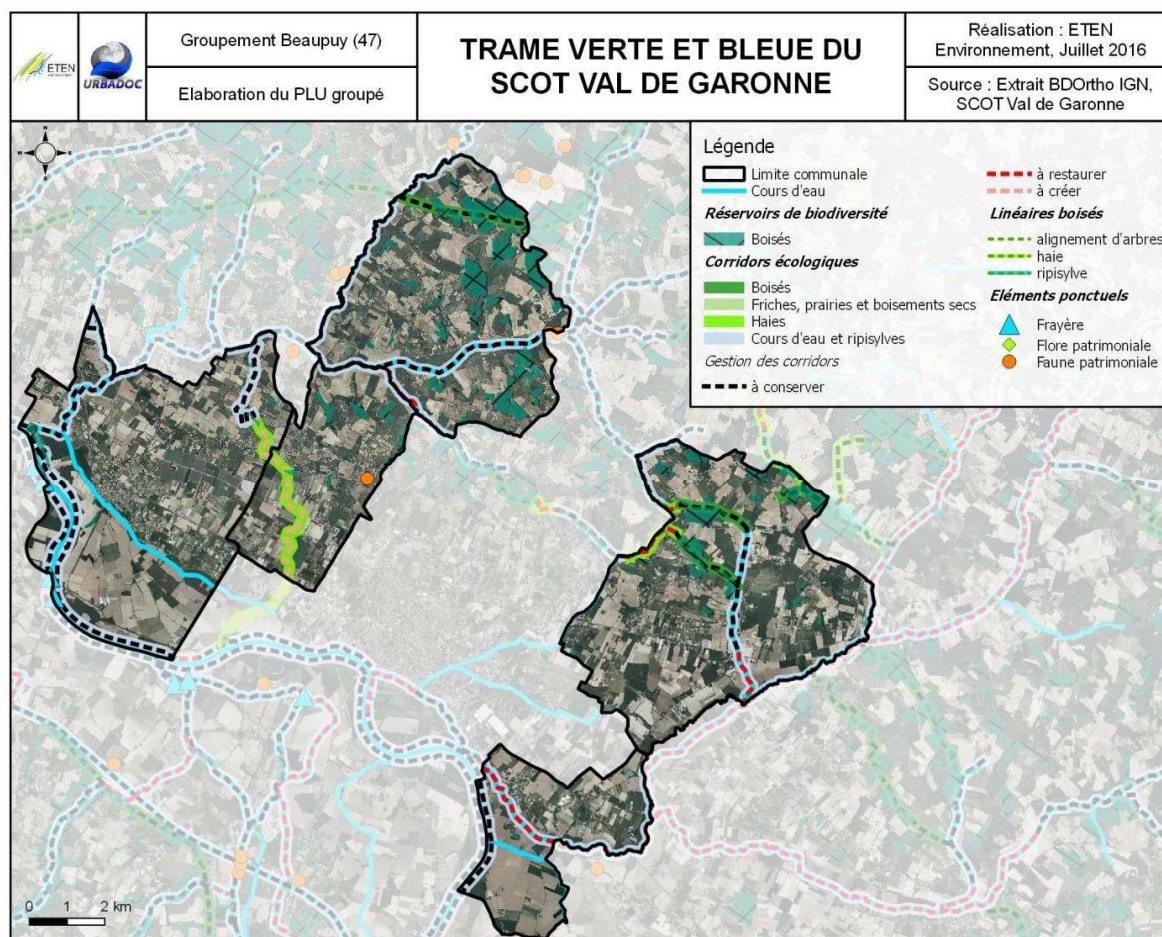 ETEN
URBADOC
Groupement Beaupuy (47)
Elaboration du PLU groupé
TRAME VERTE ET BLEUE DU
SCOT VAL DE GARONNE
Réalisation : ETEN
Environnement, Juillet 2016
Source : Extrait BDOrtho IGN,
SCOT Val de Garonne
N
W
E
S
Légende
Limite communale
Cours d'eau
Réservoirs de biodiversité
Boisés
Corridors écologiques
Boisés
Friches, prairies et boisements secs
Haies
Cours d'eau et ripisylves
Gestion des corridors
à conserver
à restaurer
à créer
Linéaires boisés
alignement d'arbres
haie
ripisylve
Eléments ponctuels
Frayère
Flore patrimoniale
Faune patrimoniale
0 1 2 km